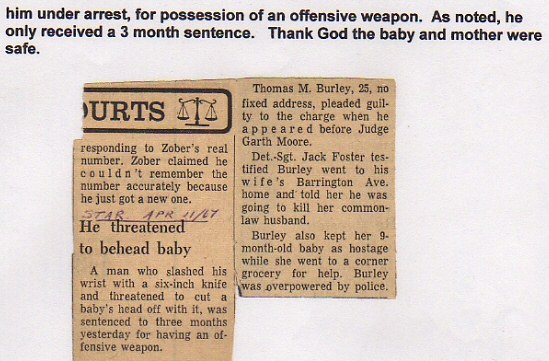 him under arrest, for possession of an offensive weapon.  As noted, he
only received a 3 month sentence.   Thank God the baby and mother were
safe.
OURTS
responding to Zober's real
number. Zober claimed he
couldn't remember the
number accurately because
he just got a new one.
STAR APR 11/67
He threatened
to behead baby
A man who slashed his
wrist with a six-inch knife
and threatened to cut a
baby's head off with it, was
sentenced to three months
yesterday for having an of-
fensive weapon.
Thomas M. Burley, 25, no
fixed address, pleaded guil-
ty to the charge when he
appeared before Judge
Garth Moore.
Det.-Sgt. Jack Foster tes-
tified Burley went to his
wife's Barrington Ave.
home and told her he was
going to kill her common-
law husband.
Burley also kept her 9-
month-old baby as hostage
while she went to a corner
grocery for help. Burley
was overpowered by police.